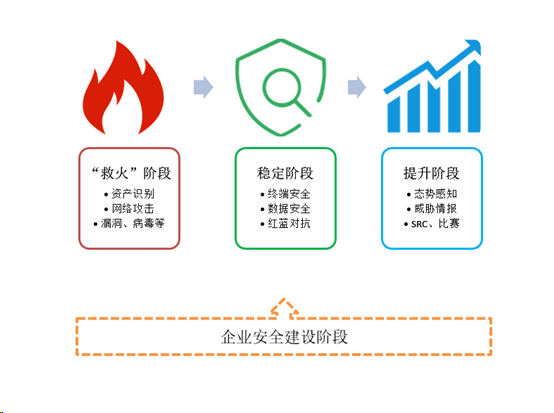 “救火”阶段
• 资产识别
• 网络攻击
• 漏洞、病毒等
稳定阶段
• 终端安全
• 数据安全
• 红蓝对抗
提升阶段
• 态势感知
• 威胁情报
• SRC、比赛
企业安全建设阶段